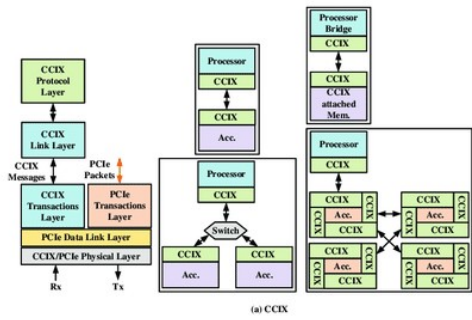 CCIX
Protocol
Layer
CCIX
Link Layer
CCIX
Messages
PCIe
Packets
CCIX
Transactions
Layer
PCIe
Transactions
Layer
PCIe Data Link Layer
CCIX/PCIe Physical Layer
Rx
Tx
Processor
CCIX
CCIX
Acc.
Processor
Bridge
CCIX
CCIX
CCIX
attached
Mem.
Processor
CCIX
Switch
CCIX
Acc.
CCIX
Acc.
Processor
CCIX
CCIX
CCIX
Acc.
CCIX
CCIX
CCIX
CCIX
Acc.
CCIX
CCIX
CCIX
CCIX
Acc.
CCIX
CCIX
CCIX
CCIX
Acc.
CCIX
CCIX
(a) CCIX